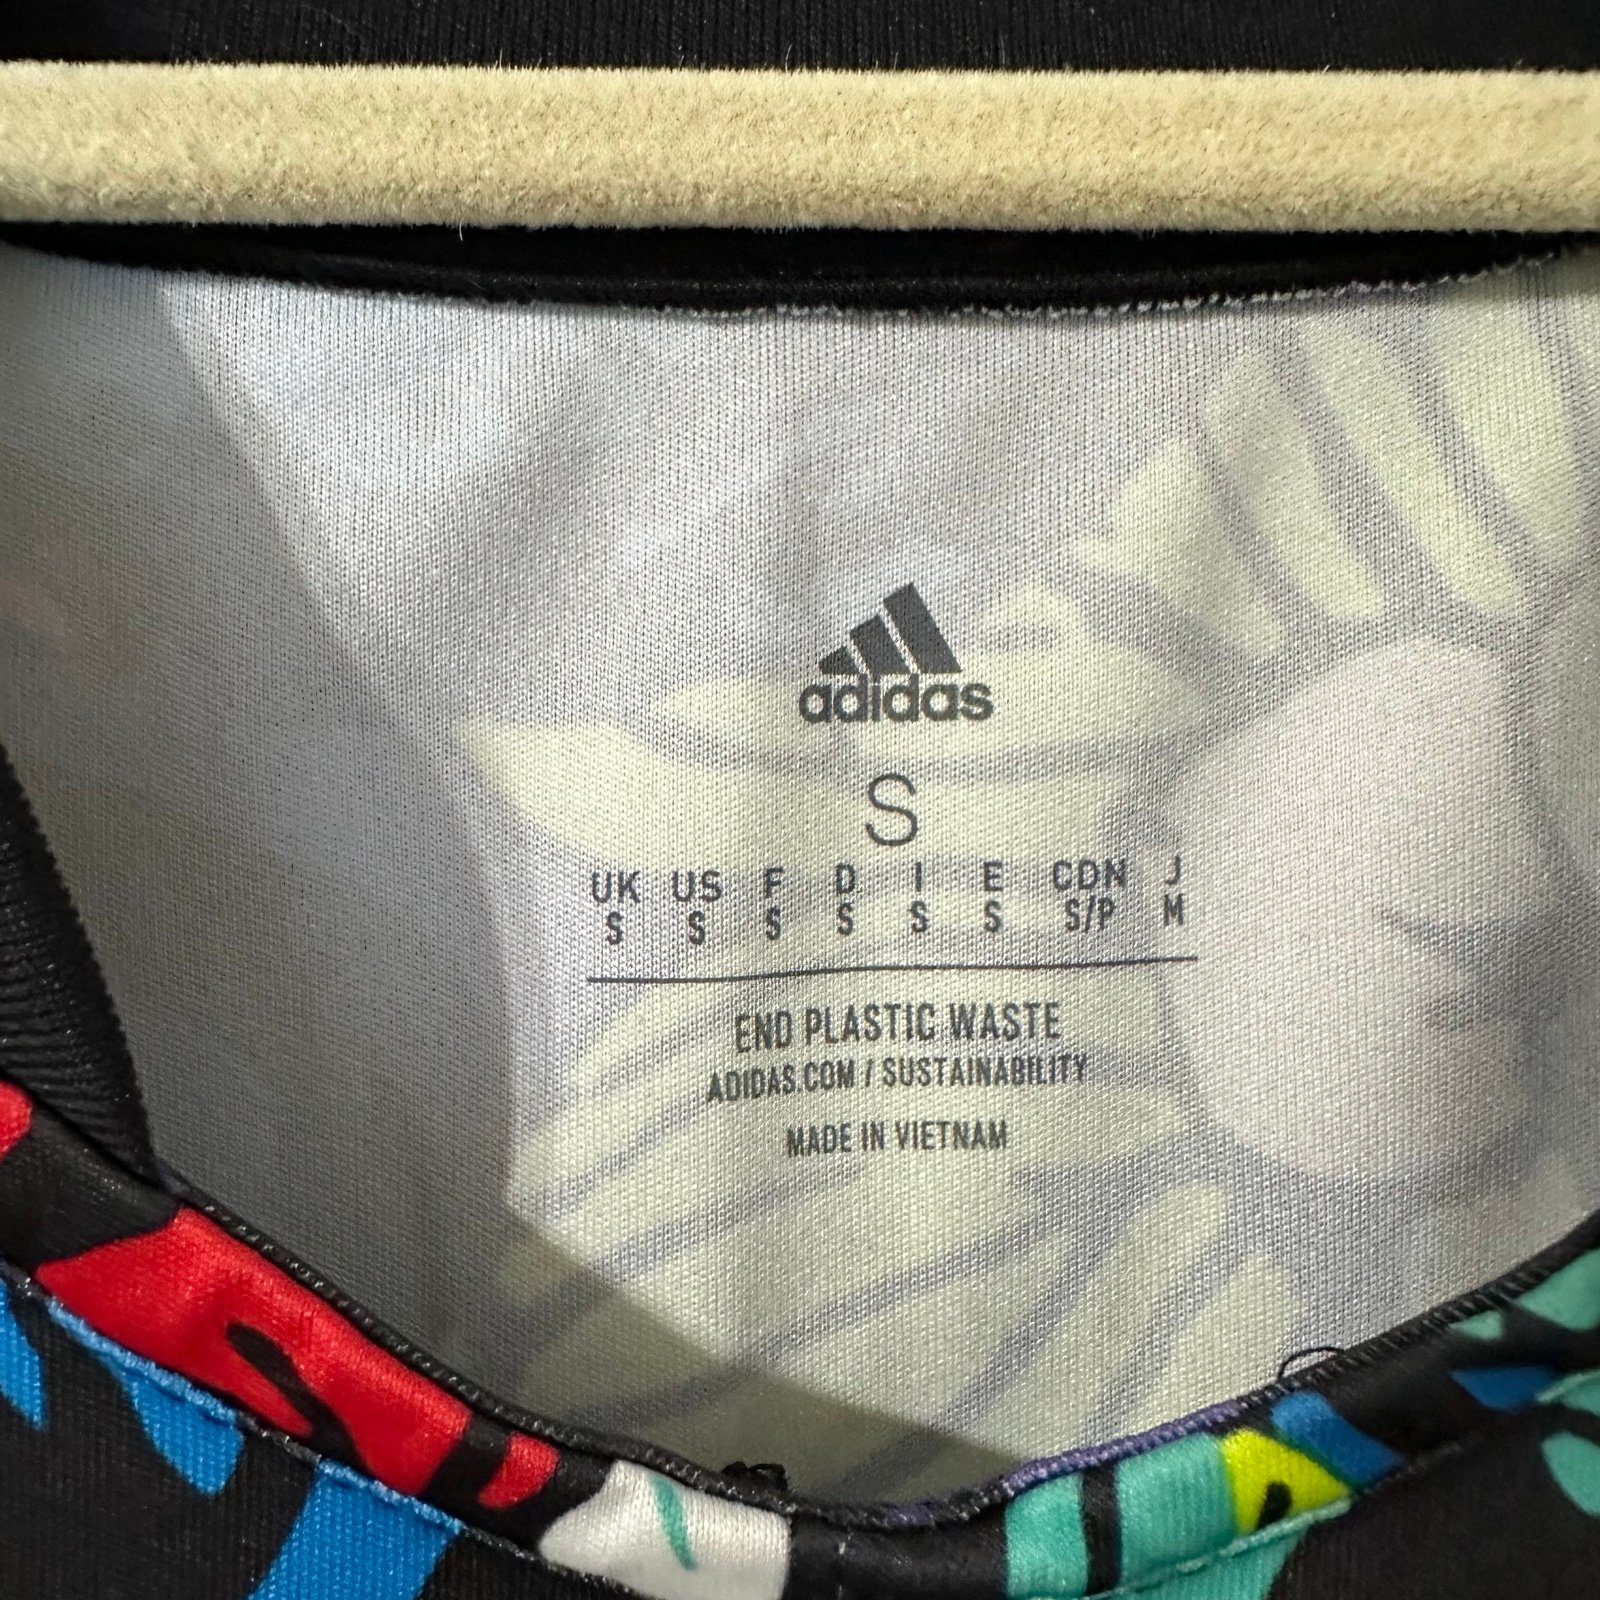 adidas
S
UK US F D I E CDN J
S S S S S S S/P M
END PLASTIC WASTE
ADIDAS.COM / SUSTAINABILITY
MADE IN VIETNAM